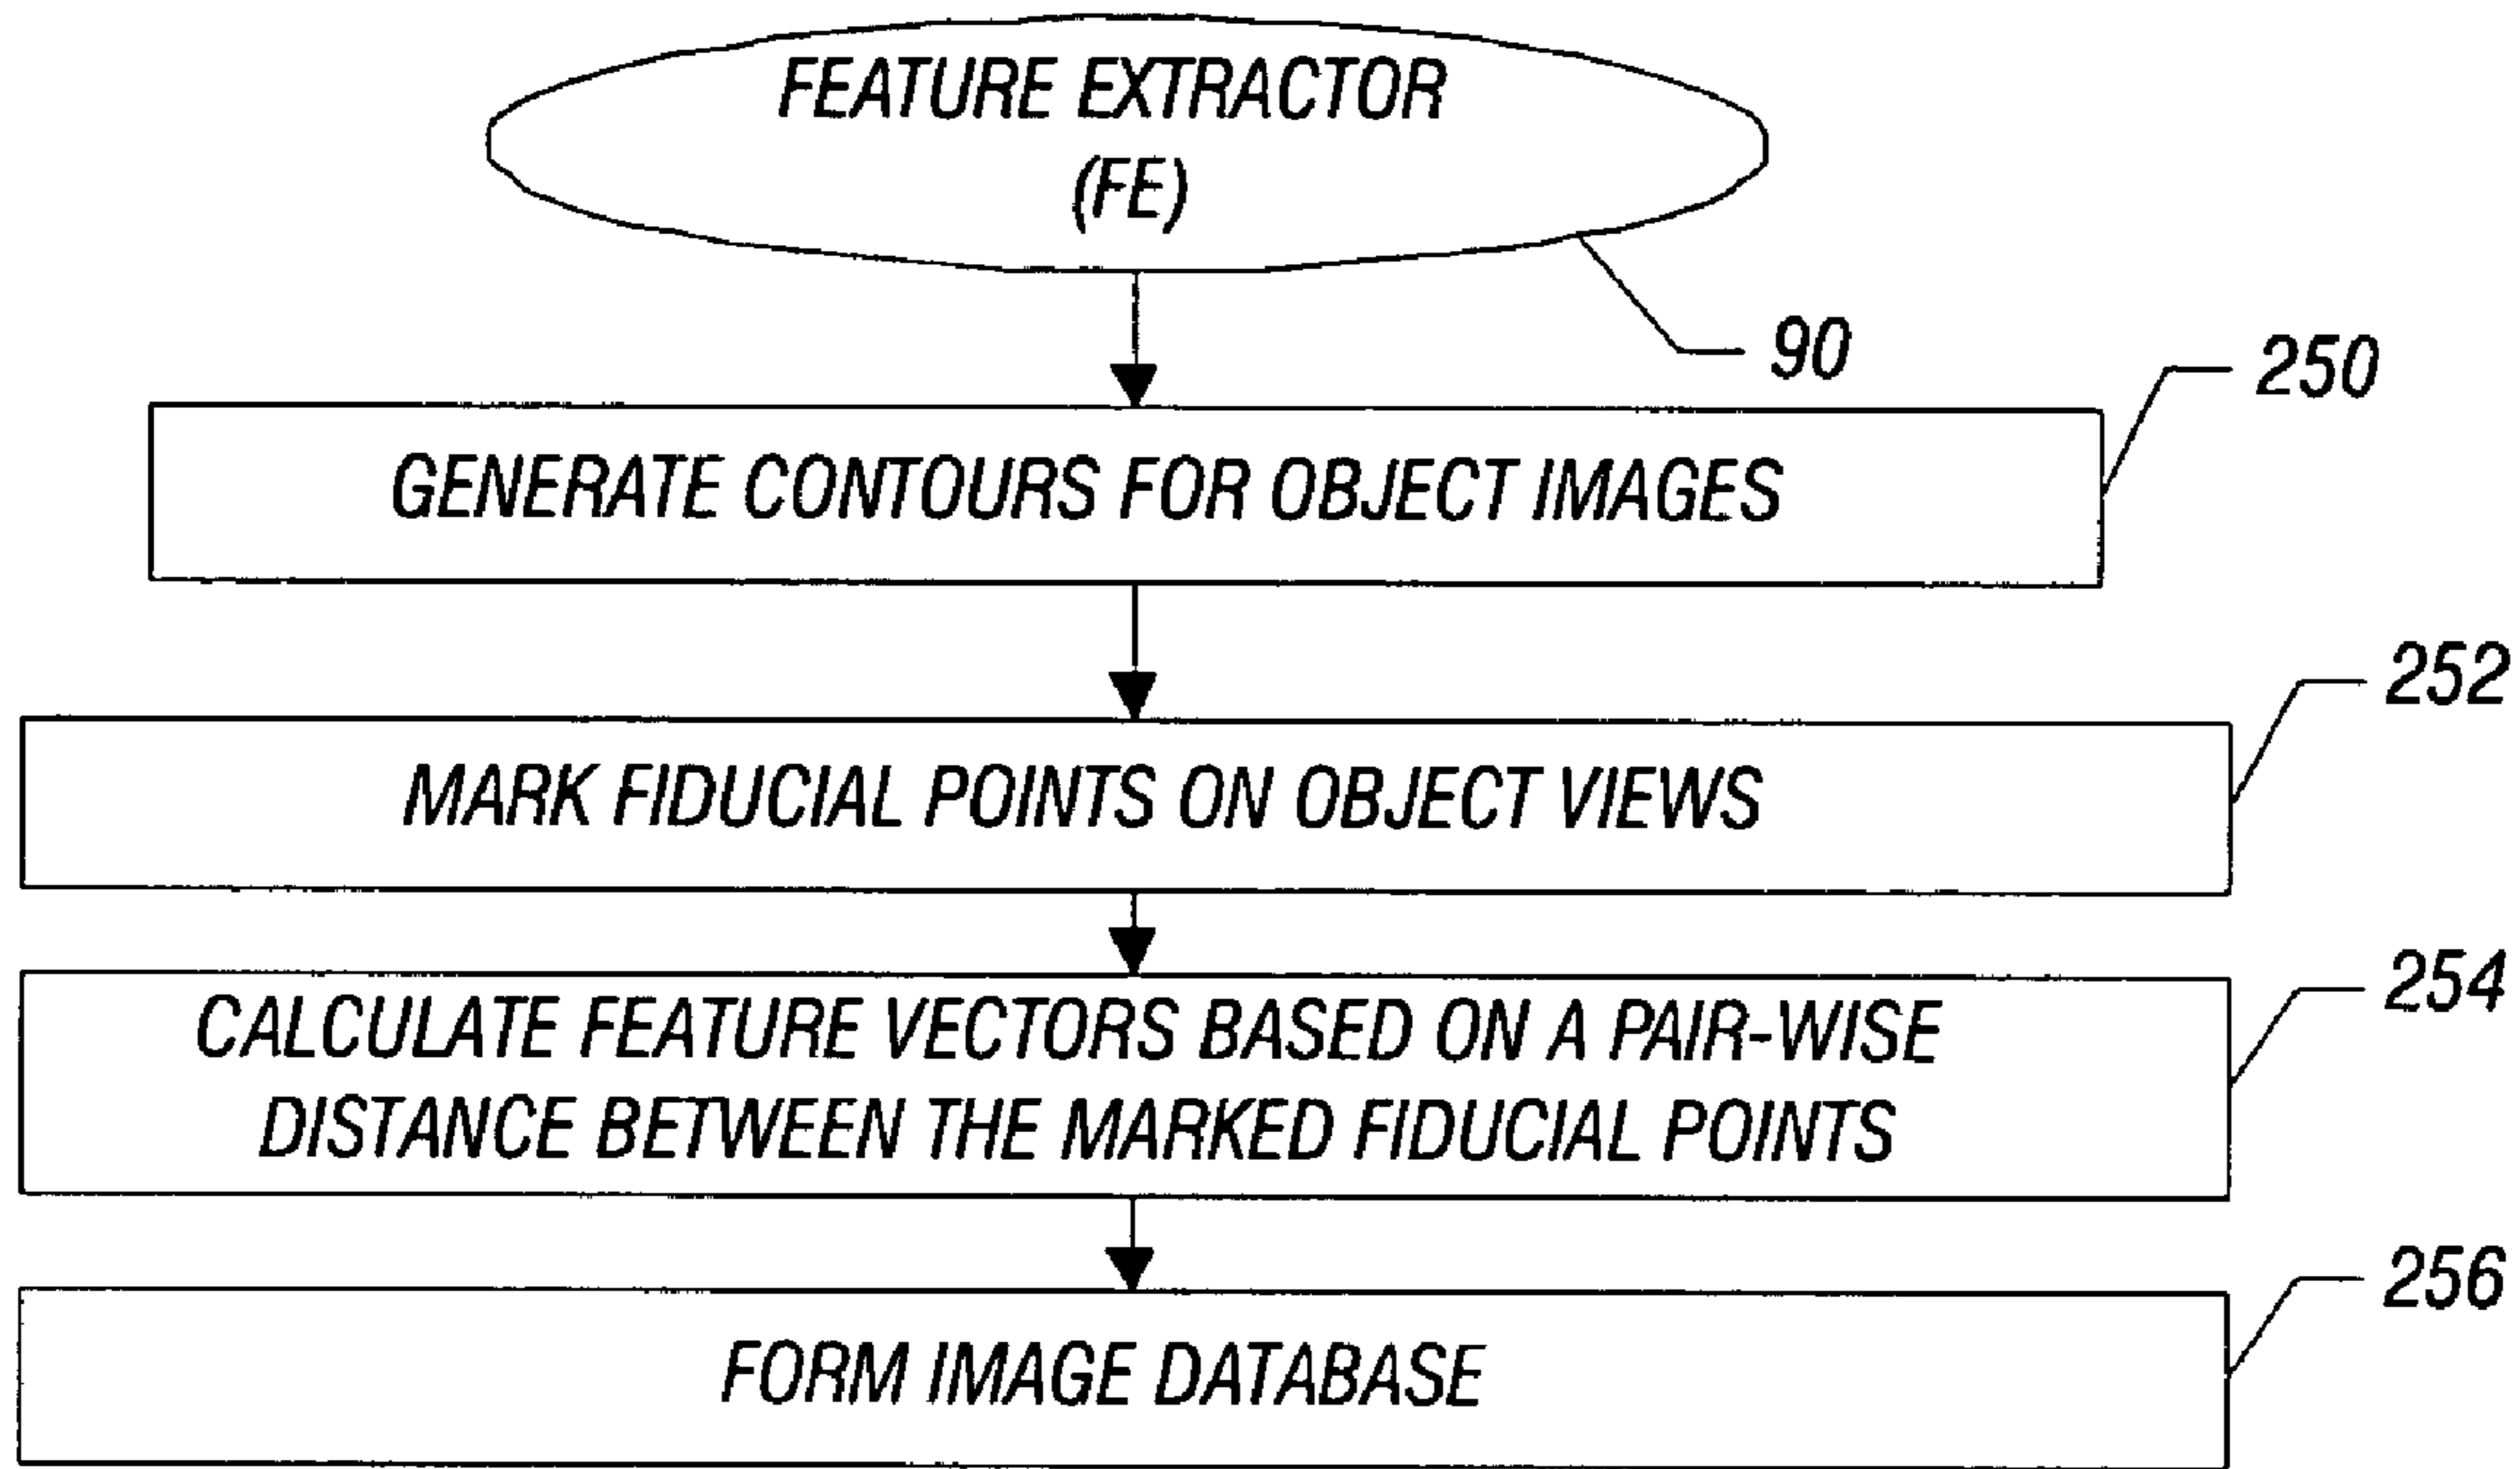 FEATURE EXTRACTOR
(FE)
90
250
GENERATE CONTOURS FOR OBJECT IMAGES
252
MARK FIDUCIAL POINTS ON OBJECT VIEWS
254
CALCULATE FEATURE VECTORS BASED ON A PAIR-WISE
DISTANCE BETWEEN THE MARKED FIDUCIAL POINTS
256
FORM IMAGE DATABASE